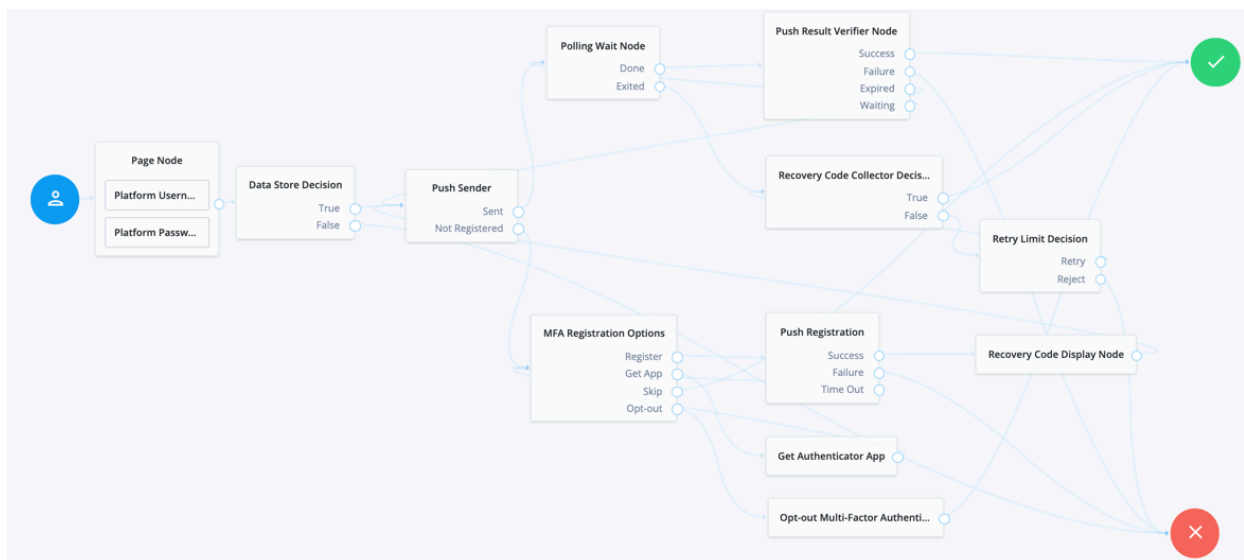 Page Node
Platform Usern...
Platform Passw...
Data Store Decision
True
False
Push Sender
Sent
Not Registered
Polling Wait Node
Done
Exited
Push Result Verifier Node
Success
Failure
Expired
Waiting
Recovery Code Collector Decis...
True
False
Retry Limit Decision
Retry
Reject
MFA Registration Options
Register
Get App
Skip
Opt-out
Push Registration
Success
Failure
Time Out
Recovery Code Display Node
Get Authenticator App
Opt-out Multi-Factor Authenti...